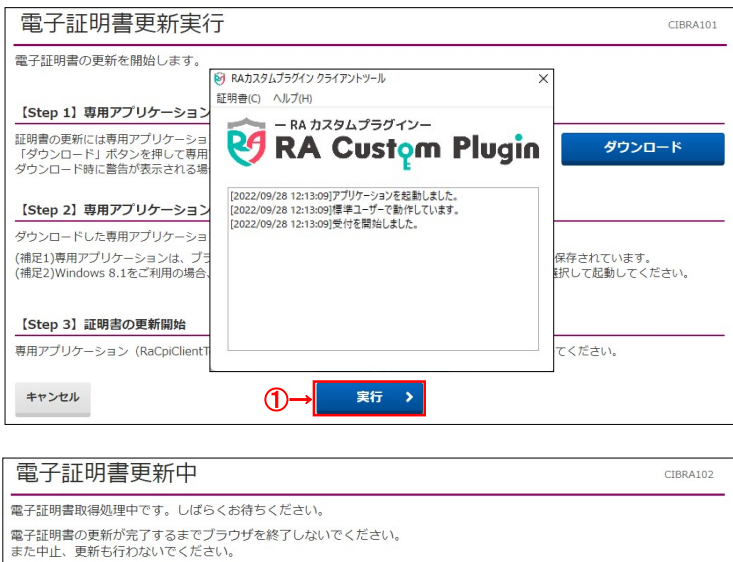 電子証明書更新実行
CIBRA101
電子証明書の更新を開始します。
【Step 1】専用アプリケーション
証明書の更新には専用アプリケーショ
「ダウンロード」ボタンを押して専用
ダウンロード時に警告が表示される場
ダウンロード
【Step 2】専用アプリケーション
ダウンロードした専用アプリケーショ
(補足1)専用アプリケーションは、ブラ
保存されています。
(補足2)Windows 8.1をご利用の場合、
選択して起動してください。
【Step 3】証明書の更新開始
専用アプリケーション（RaCpiClientT
てください。
RAカスタムプラグイン クライアントツール
証明書(C) ヘルプ(H)
ー RA カスタムプラグインー
RA Custom Plugin
[2022/09/28 12:13:09]アプリケーションを起動しました。
[2022/09/28 12:13:09]標準ユーザーで動作しています。
[2022/09/28 12:13:09]受付を開始しました。
キャンセル
①→
実行
電子証明書更新中
CIBRA102
電子証明書取得処理中です。しばらくお待ちください。
電子証明書の更新が完了するまでブラウザを終了しないでください。
また中止、更新も行わないでください。